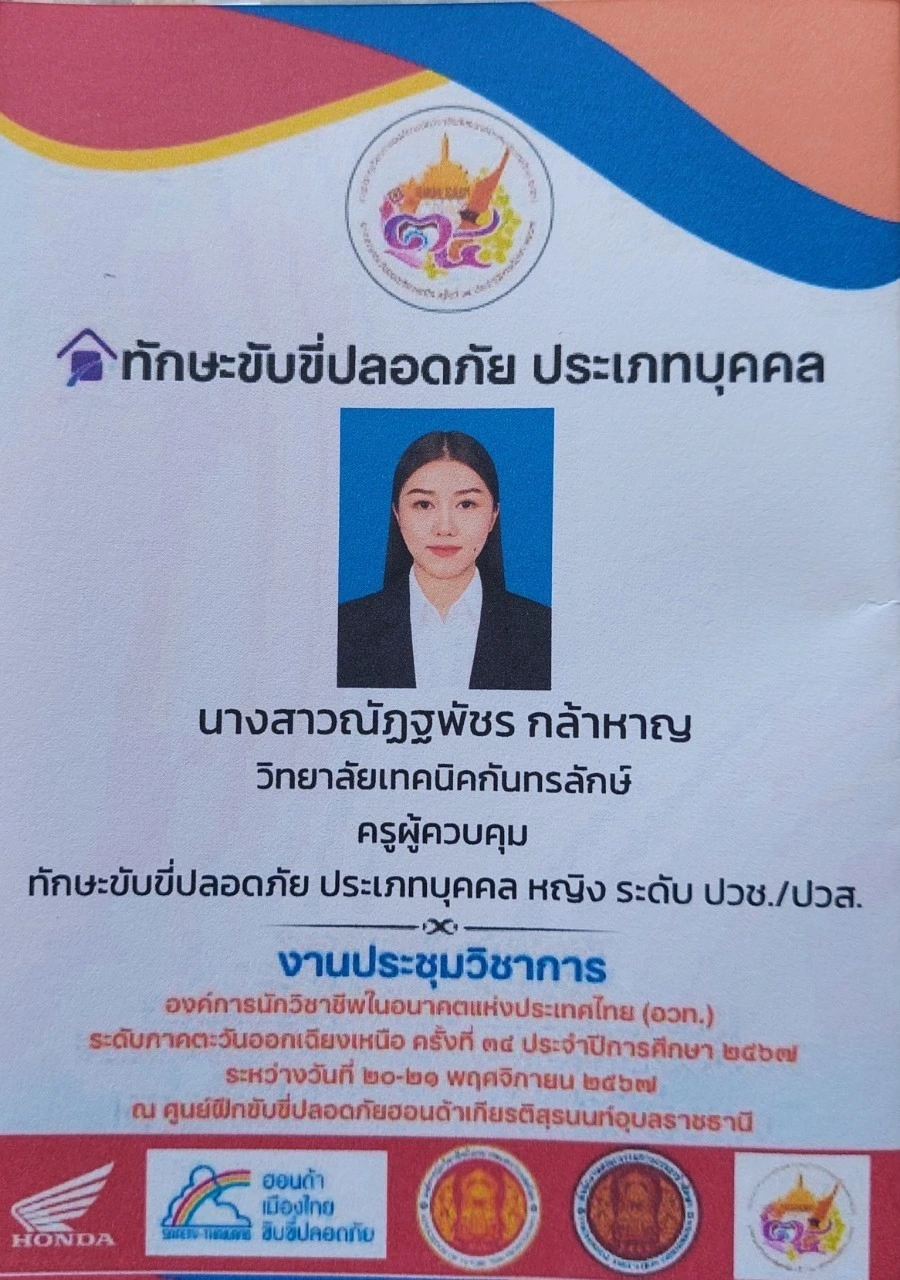 ทักษะขับขี่ปลอดภัย ประเภทบุคคล
นางสาวณัฏฐพัชร กล้าหาญ
วิทยาลัยเทคนิคกันทรลักษ์
ครูผู้ควบคุม
ทักษะขับขี่ปลอดภัย ประเภทบุคคล หญิง ระดับ ปวช./ปวส.
งานประชุมวิชาการ
องค์การนักวิชาชีพในอนาคตแห่งประเทศไทย (อวท.)
ระดับภาคตะวันออกเฉียงเหนือ ครั้งที่ ๓๔ ประจำปีการศึกษา ๒๕๖๗
ระหว่างวันที่ ๒๐-๒๑ พฤศจิกายน ๒๕๖๗
ณ ศูนย์ฝึกขับขี่ปลอดภัยฮอนด้าเกียรติสุรนนท์อุบลราชธานี
HONDA
ฮอนด้า
เมืองไทย
ขับขี่ปลอดภัย
SAFETY THAILAND